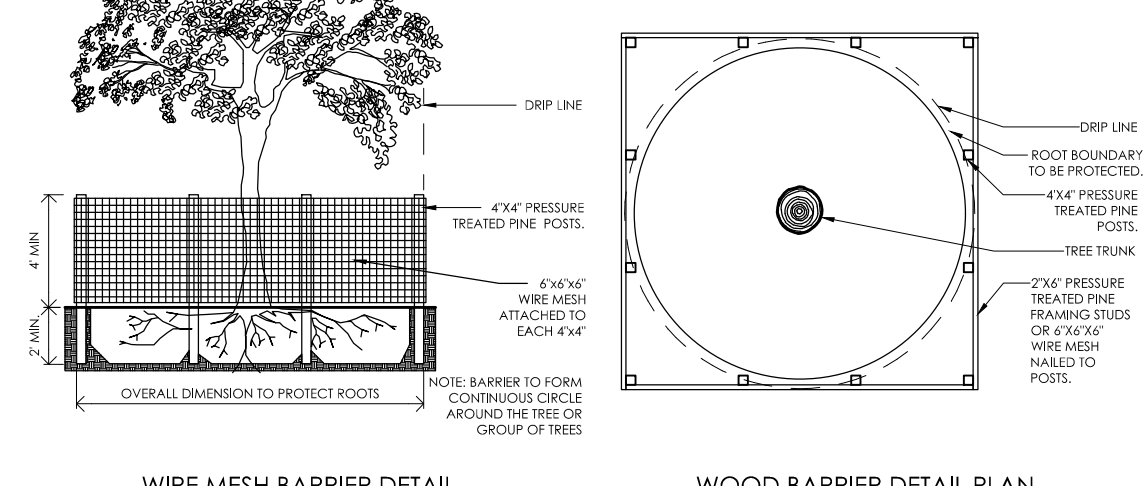 DRIP LINE
4"X4" PRESSURE
TREATED PINE POSTS.
4' MIN
6"x6"x6"
WIRE MESH
ATTACHED TO
EACH 4"x4"
2' MIN.
OVERALL DIMENSION TO PROTECT ROOTS
NOTE: BARRIER TO FORM
CONTINUOUS CIRCLE
AROUND THE TREE OR
GROUP OF TREES
WIRE MESH BARRIER DETAIL
DRIP LINE
ROOT BOUNDARY
TO BE PROTECTED.
4'X4" PRESSURE
TREATED PINE
POSTS.
TREE TRUNK
2"X6" PRESSURE
TREATED PINE
FRAMING STUDS
OR 6"X6"X6"
WIRE MESH
NAILED TO
POSTS.
WOOD BARRIER DETAIL PLAN